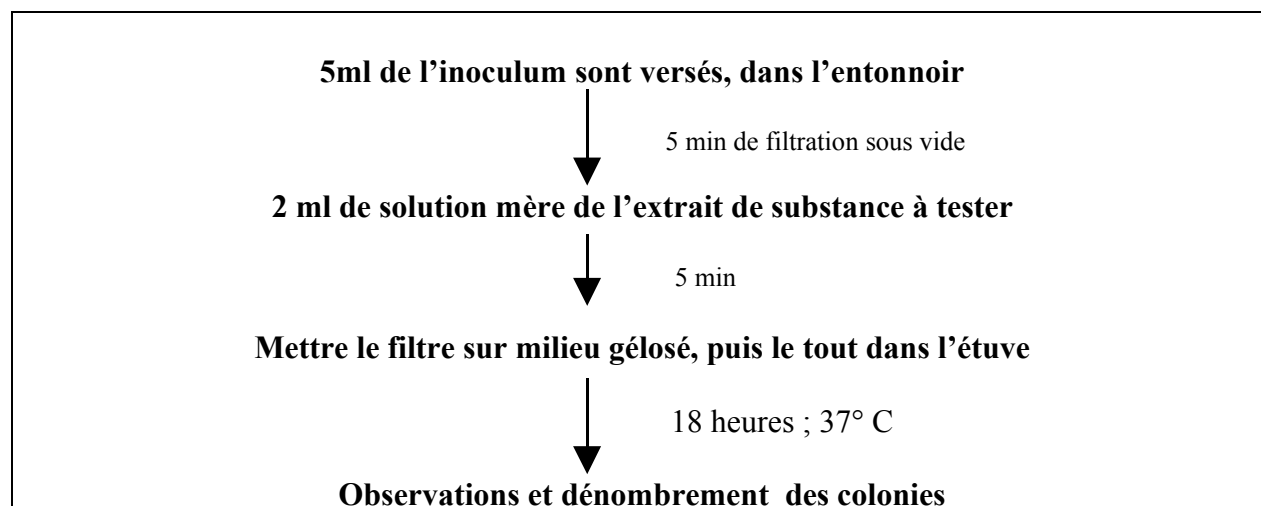 5ml de l’inoculum sont versés, dans l’entonnoir
5 min de filtration sous vide
2 ml de solution mère de l’extrait de substance à tester
5 min
Mettre le filtre sur milieu gélosé, puis le tout dans l’étuve
18 heures ; 37° C
Observations et dénombrement des colonies